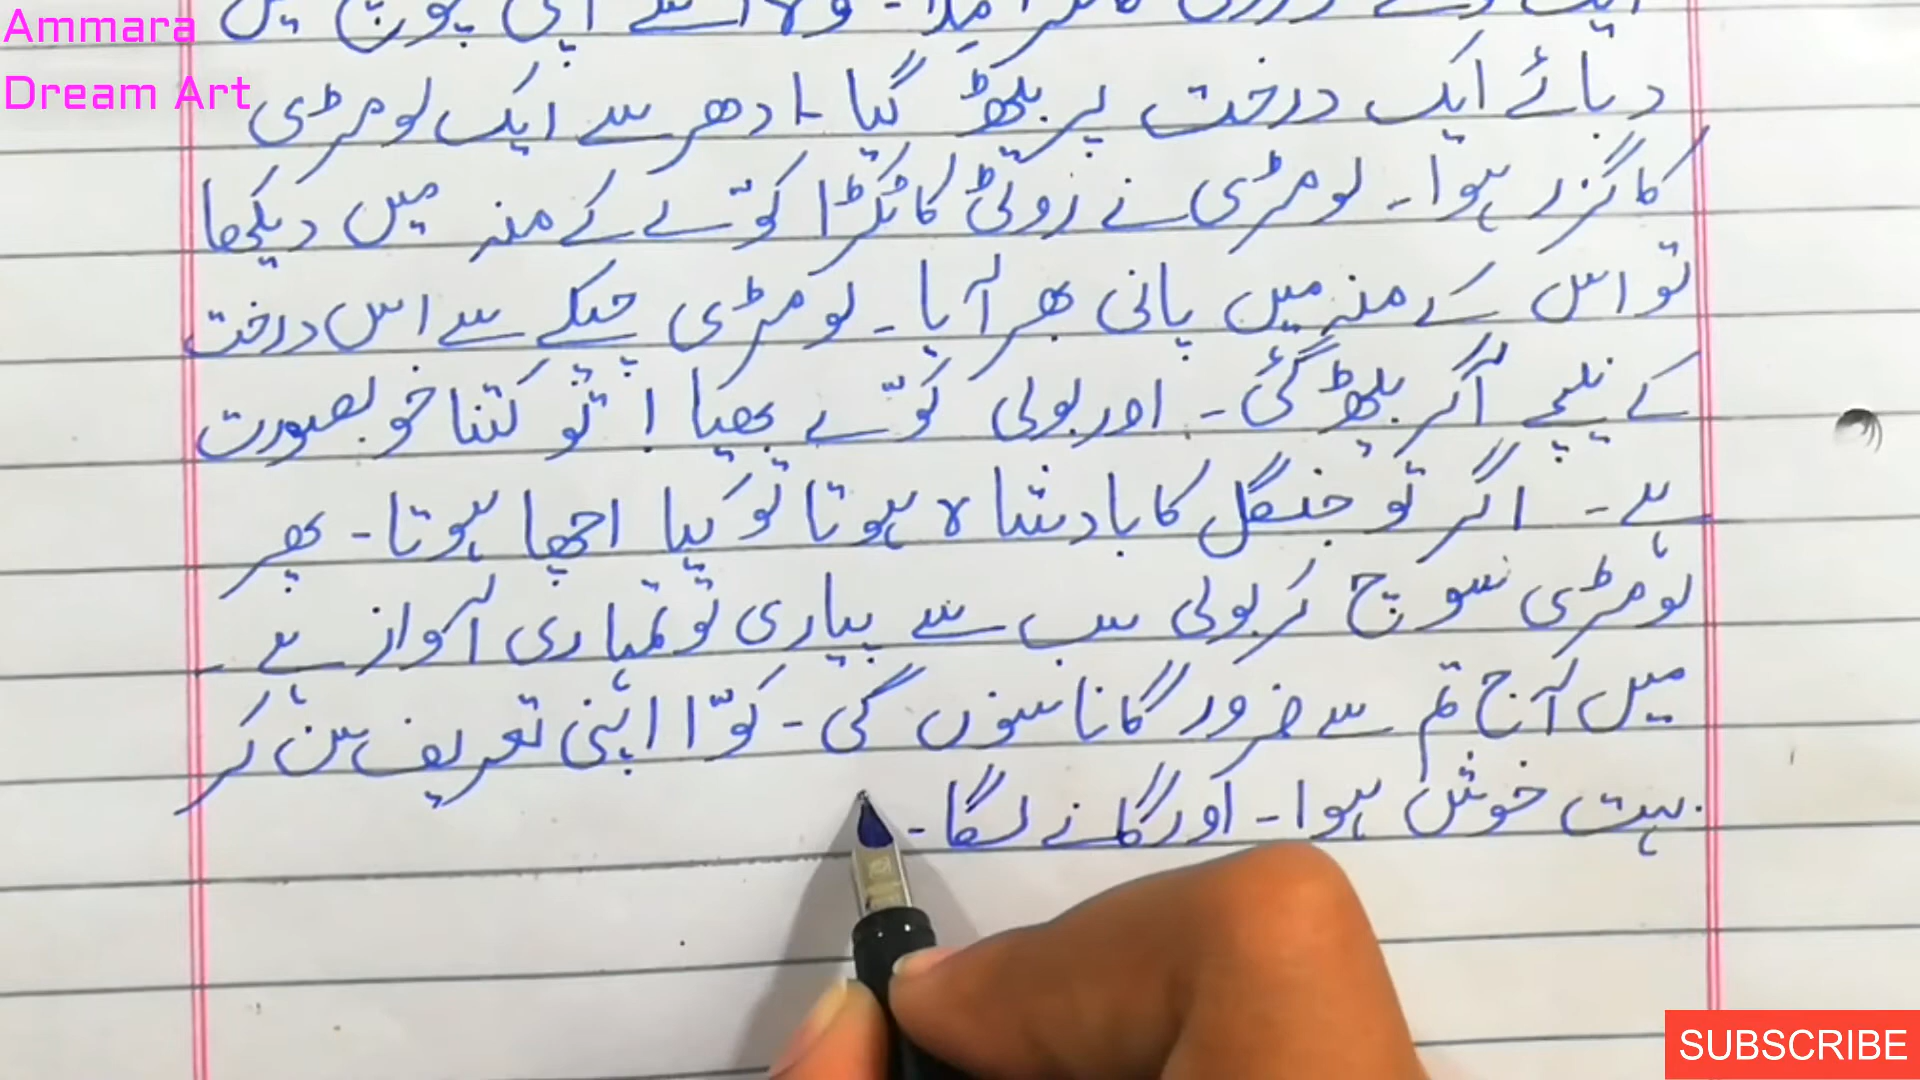 Ammara
Dream Art
دبائے ایک درخت پر بیٹھ گیا۔ ادھر سے ایک لومڑی
کا گزر ہوا۔ لومڑی نے روٹی کا ٹکڑا کوّے کے منہ میں دیکھا
تو اس کے منہ میں پانی بھر آیا۔ لومڑی چپکے سے اس درخت
کے نیچے آکر بیٹھ گئی۔ اور بولی کوّے بھیا! تو کتنا خوبصورت
ہے۔ اگر تو جنگل کا بادشاہ ہوتا تو کیا اچھا ہوتا۔ پھر
لومڑی سوچ کر بولی سب سے پیاری تو تمہاری آواز ہے۔
میں آج تم سے ضرور گانا سنوں گی۔ کوّا اپنی تعریف سن کر
بہت خوش ہوا۔ اور گانے لگا۔
SUBSCRIBE